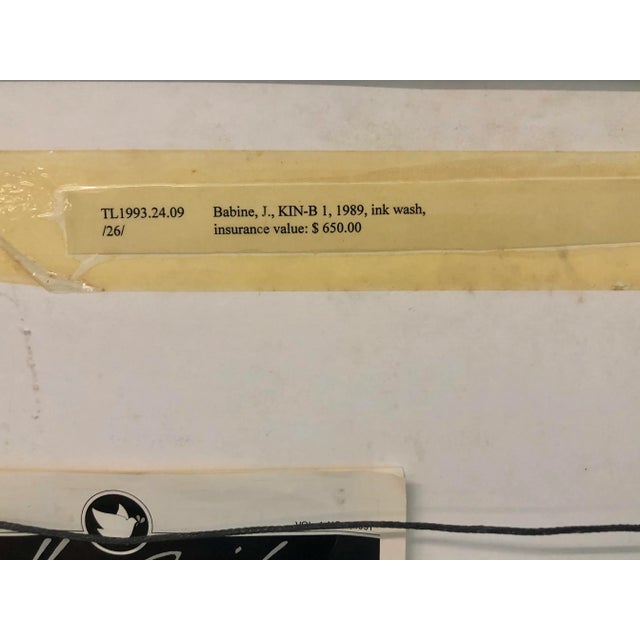 TL1993.24.09 Babine, J., KIN-B 1, 1989, ink wash,
/26/ insurance value: $ 650.00